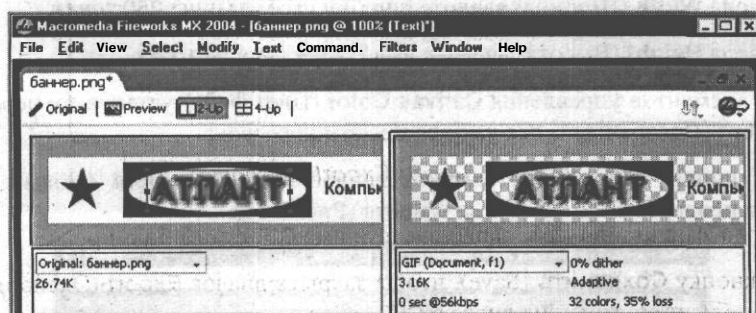 Macromedia Fireworks MX 2004 - [баннер.png @ 100% (Text)*]
File Edit View Select Modify Text Command. Filters Window Help
баннер.png*
Original Preview 2-Up 4-Up
АТЛАНТ Компь
АТЛАНТ Компь
Original: баннер.png
26.74K
GIF (Document, f1) 0% dither
3.16K Adaptive
0 sec @56kbps 32 colors, 35% loss